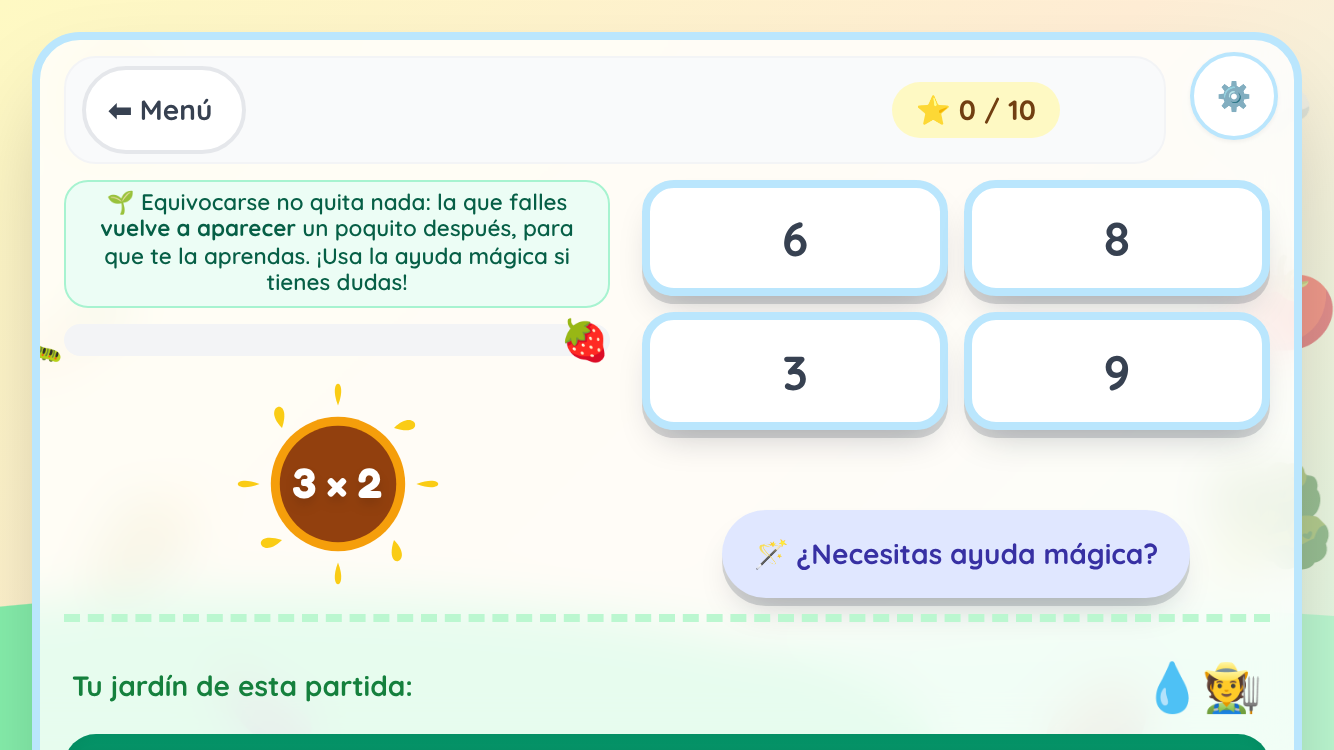 ⬅ Menú
⭐ 0 / 10
🌱 Equivocarse no quita nada: la que falles
vuelve a aparecer un poquito después, para
que te la aprendas. ¡Usa la ayuda mágica si
tienes dudas!
3 × 2
6
8
3
9
🪄 ¿Necesitas ayuda mágica?
Tu jardín de esta partida: